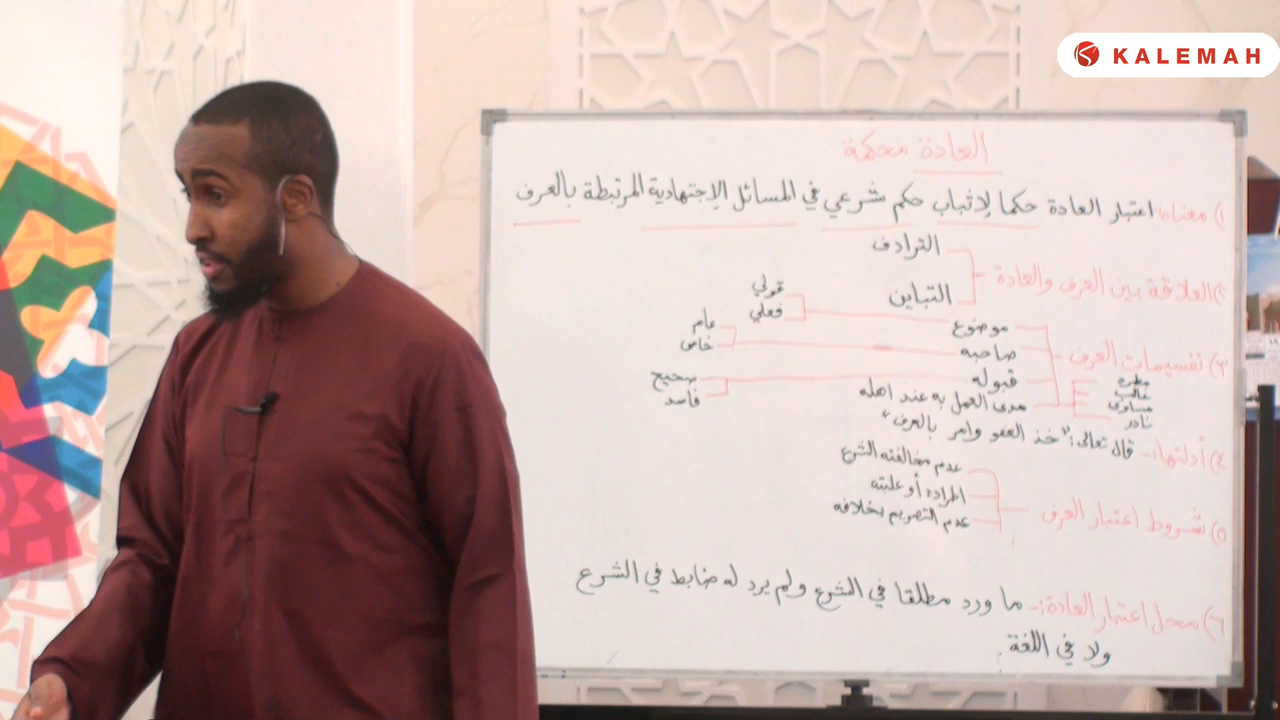 KALEMAH
العادة محكمة
١) معناها اعتبار العادة حكما لإثبات حكم شرعي في المسائل الإجتهادية المرتبطة بالعرف
الترادف
٢) العلاقة بين العرف والعادة
التباين
قولي
فعلي
موضوع
عام
خاص
صاحبه
٣) تقسيمات العرف
صحيح
فاسد
قبوله
مدى العمل به عند اهله
مطرد
غالب
مساوي
نادر
٤) أدلتها:- قال تعالى: "خذ العفو وامر بالعرف"
عدم مخالفته الشرع
اطراده أو غلبته
٥) شروط اعتبار العرف
عدم التصريح بخلافه
٦) محل اعتبار العادة:- ما ورد مطلقا في الشرع ولم يرد له ضابط في الشرع
ولا في اللغة.